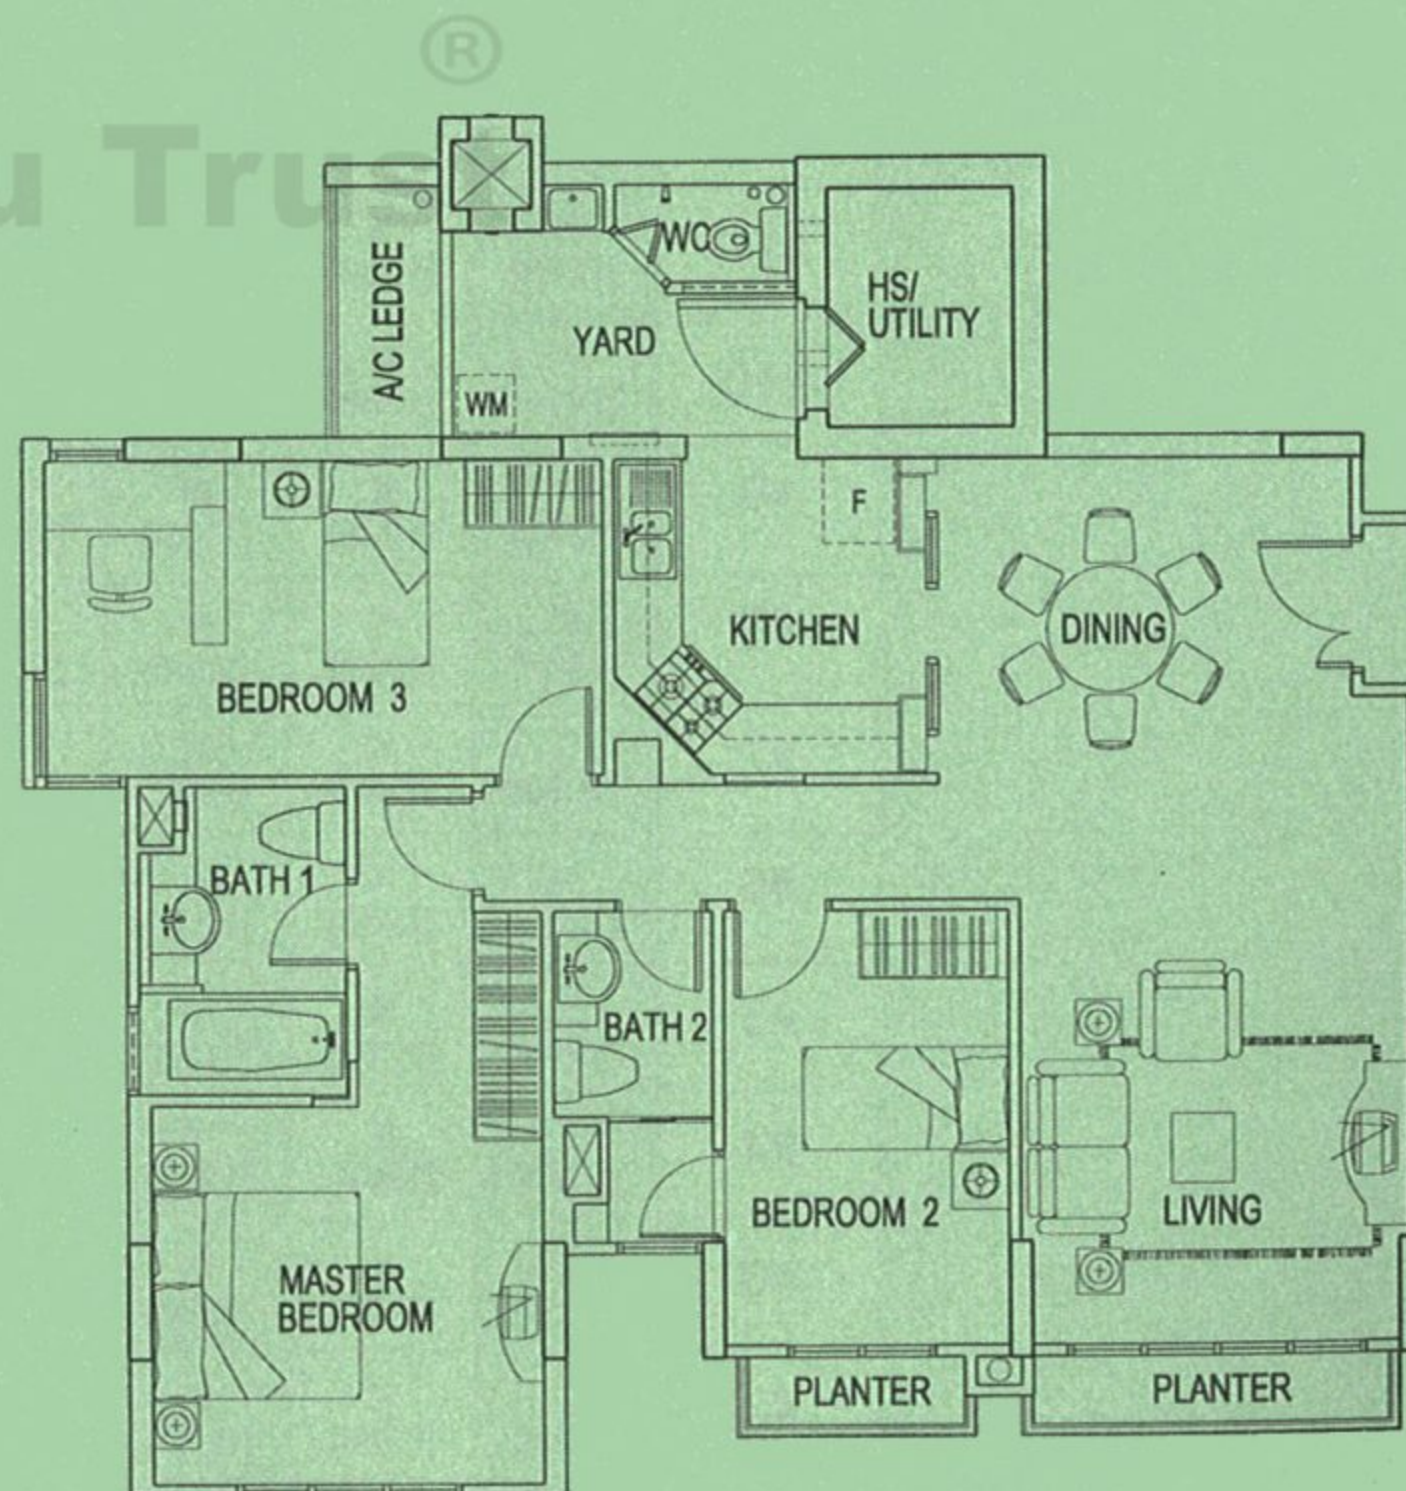 ®
u Trus
A/C LEDGE
WC
HS/
UTILITY
YARD
WM
F
KITCHEN
DINING
BEDROOM 3
BATH 1
BATH 2
BEDROOM 2
LIVING
MASTER
BEDROOM
PLANTER
PLANTER